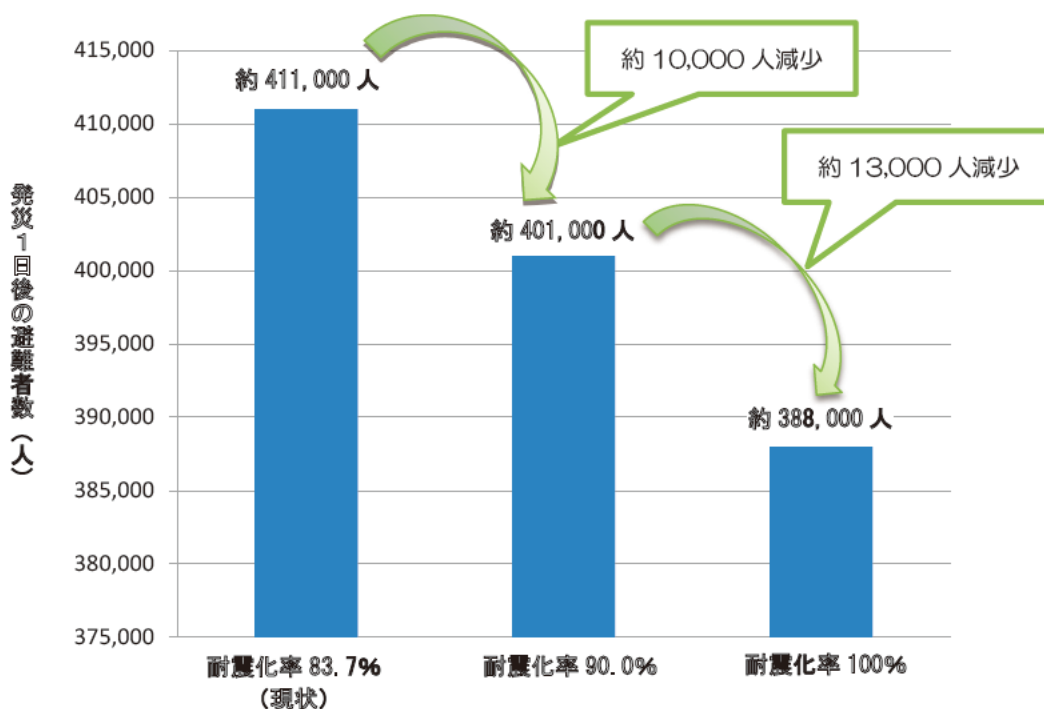 発災1日後の避難者数（人）
415,000
410,000
405,000
400,000
395,000
390,000
385,000
380,000
375,000
約 411,000 人
約 10,000 人減少
約 401,000 人
約 13,000 人減少
約 388,000 人
耐震化率 83.7%
（現状）
耐震化率 90.0%
耐震化率 100%